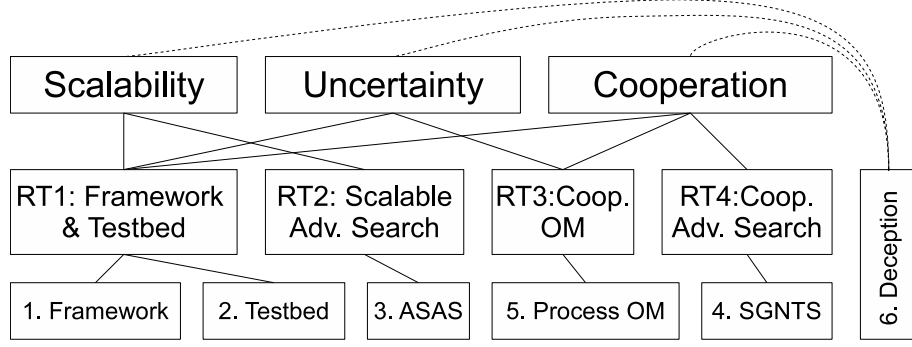 Scalability
Uncertainty
Cooperation
RT1: Framework
& Testbed
RT2: Scalable
Adv. Search
RT3:Coop.
OM
RT4:Coop.
Adv. Search
6. Deception
1. Framework
2. Testbed
3. ASAS
5. Process OM
4. SGNTS